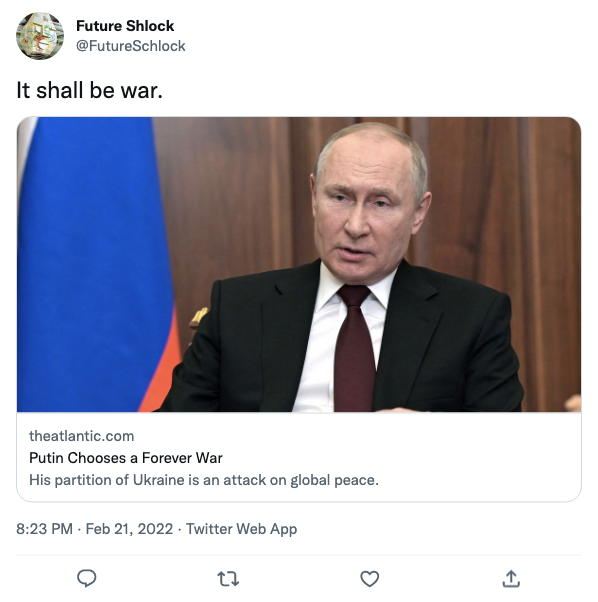 Future Shlock
@FutureSchlock
It shall be war.
theatlantic.com
Putin Chooses a Forever War
His partition of Ukraine is an attack on global peace.
8:23 PM · Feb 21, 2022 · Twitter Web App